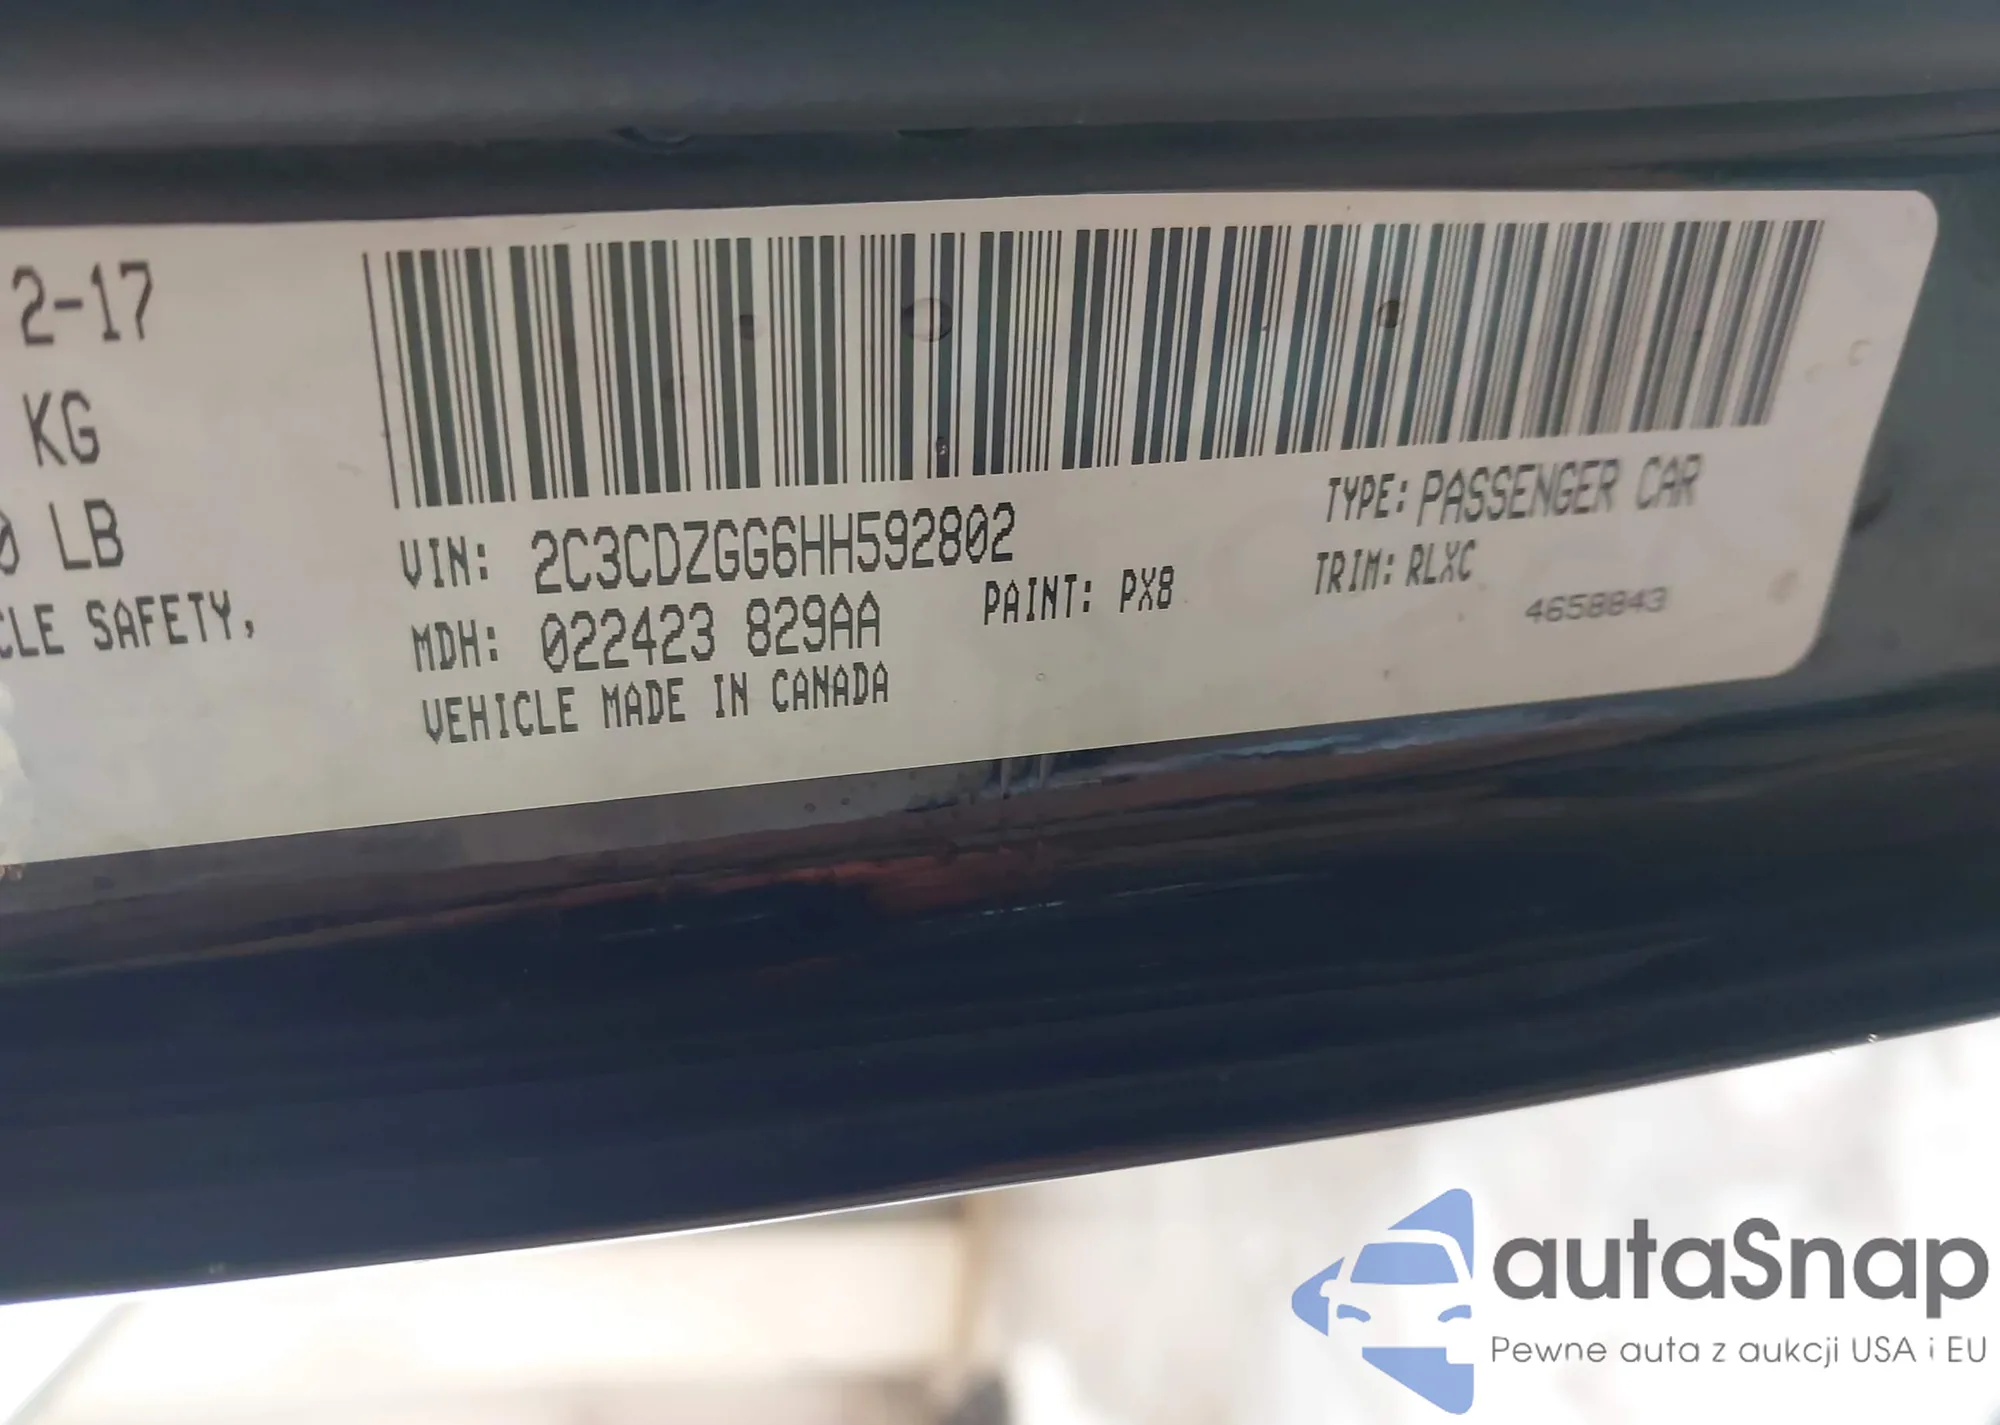 2-17
KG
0 LB
CLE SAFETY,
VIN: 2C3CDZGG6HH592802
TYPE: PASSENGER CAR
MDH: 022423 829AA
PAINT: PX8
TRIM: RLXC
4658843
VEHICLE MADE IN CANADA
autaSnap
Pewne auta z aukcji USA i EU